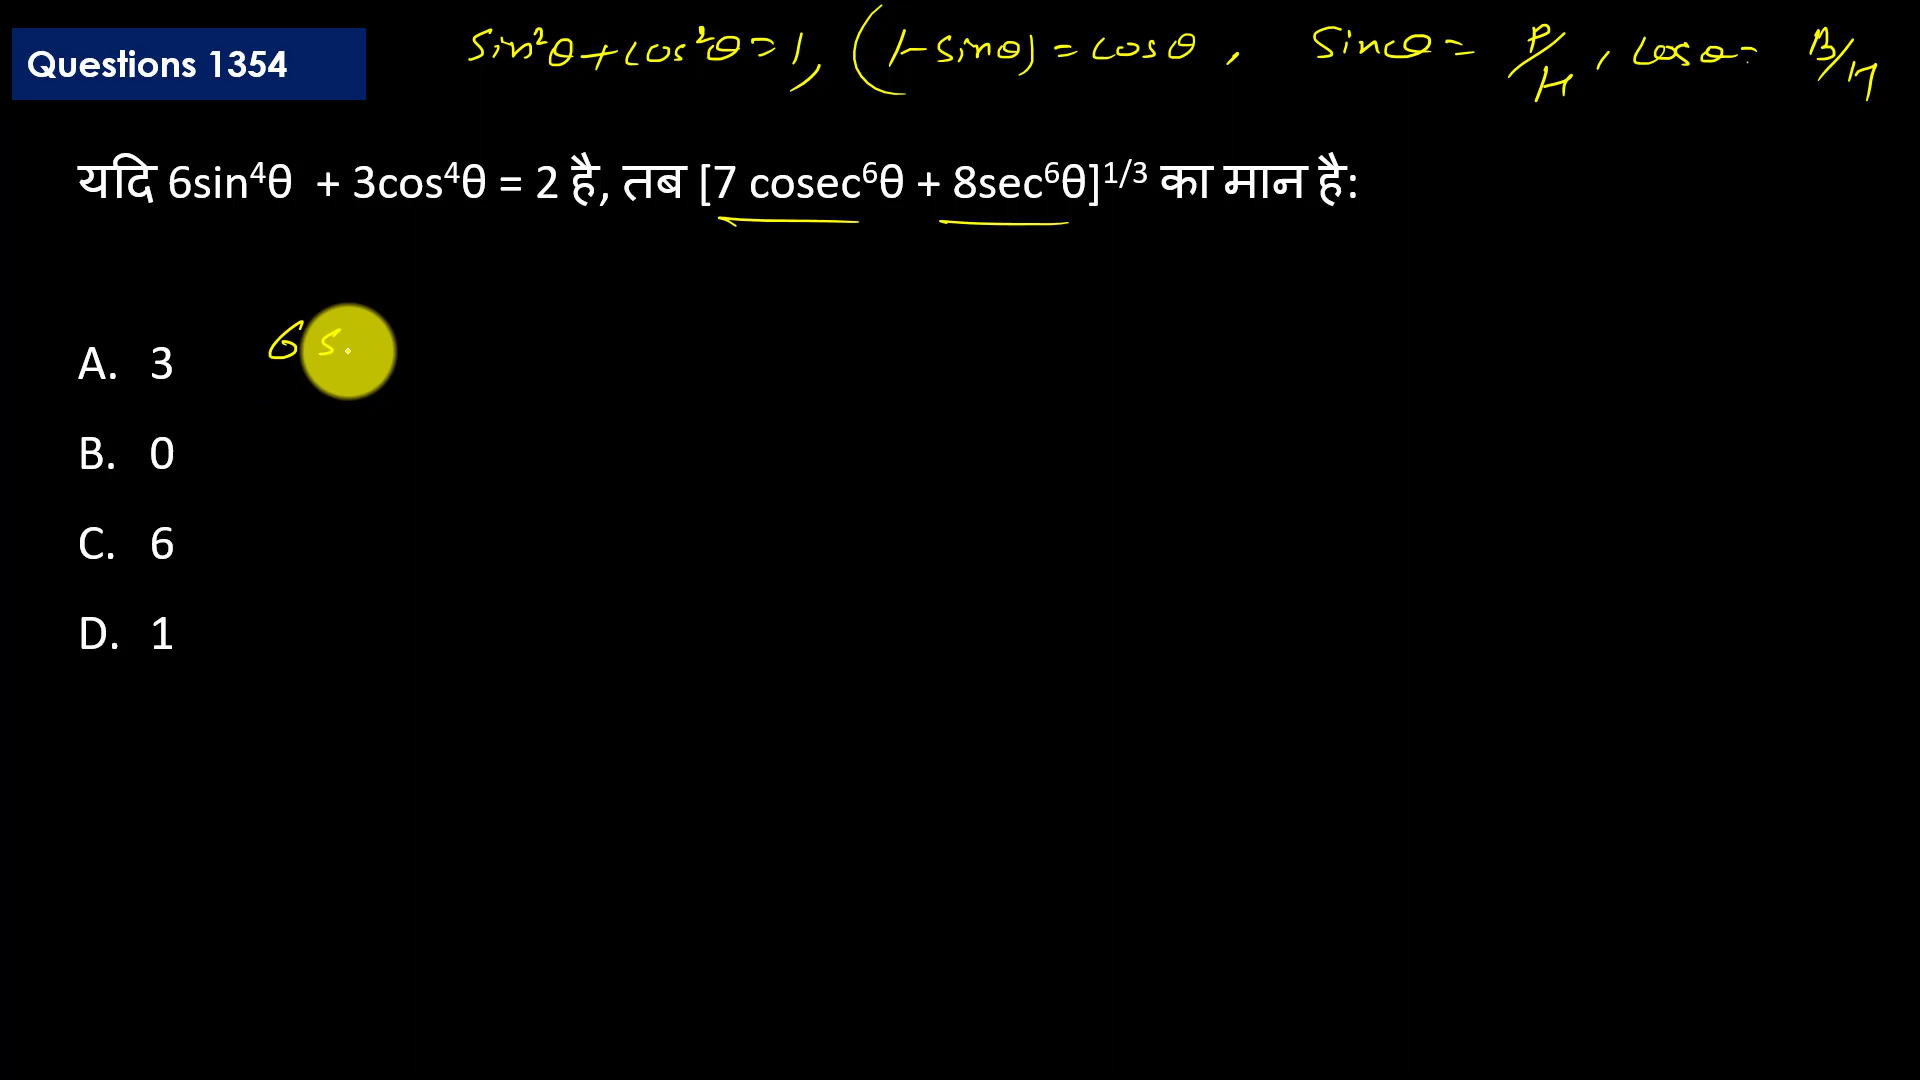 Questions 1354
sin²θ + cos²θ = 1, (1 - sinθ) = cosθ, sinθ = P/H, cosθ = B/H
यदि 6sin⁴θ + 3cos⁴θ = 2 है, तब [7 cosec⁶θ + 8sec⁶θ]¹/³ का मान है:
6 s
A. 3
B. 0
C. 6
D. 1